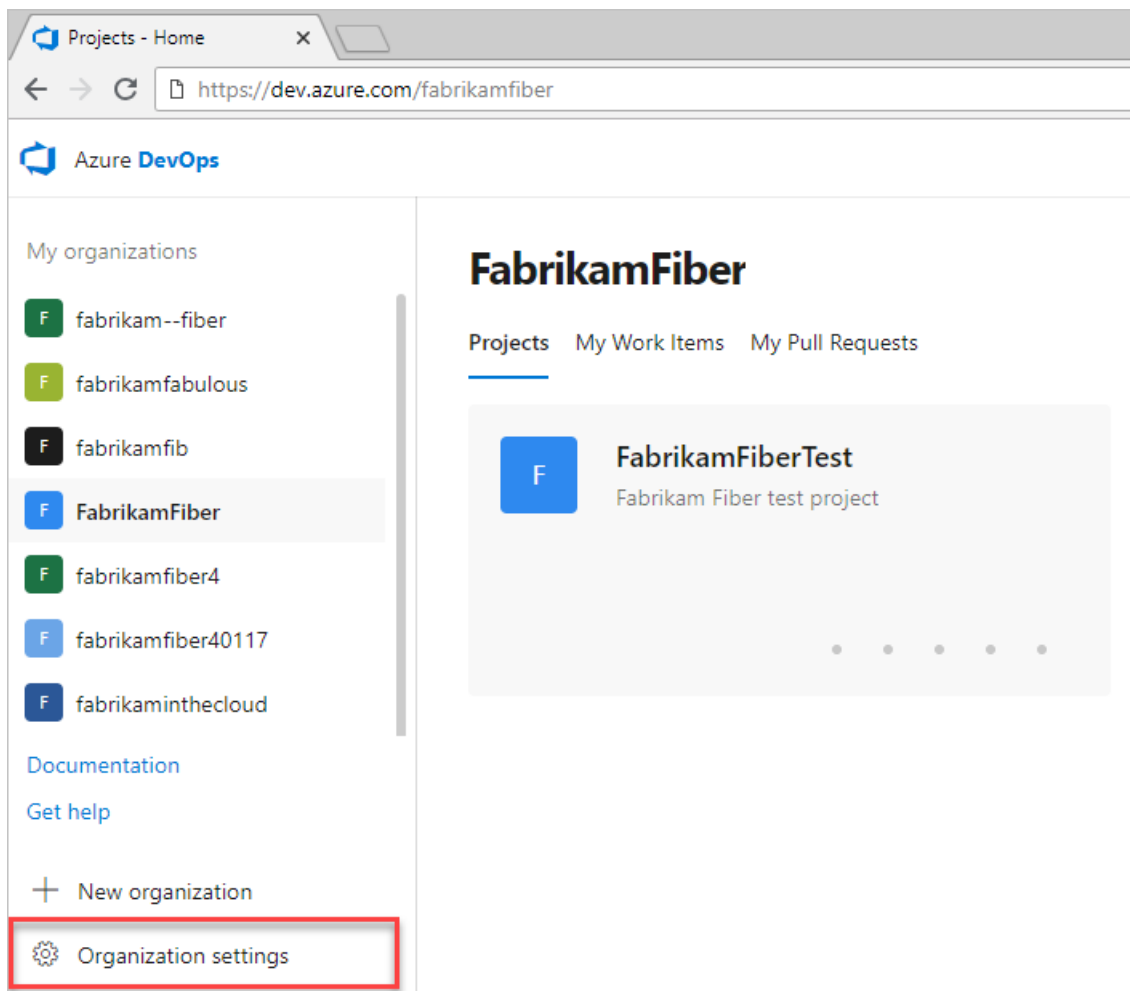 Projects - Home
https://dev.azure.com/fabrikamfiber
Azure DevOps
My organizations
F fabrikam--fiber
F fabrikamfabulous
F fabrikamfib
F FabrikamFiber
F fabrikamfiber4
F fabrikamfiber40117
F fabrikaminthecloud
Documentation
Get help
New organization
Organization settings
FabrikamFiber
Projects My Work Items My Pull Requests
F
FabrikamFiberTest
Fabrikam Fiber test project